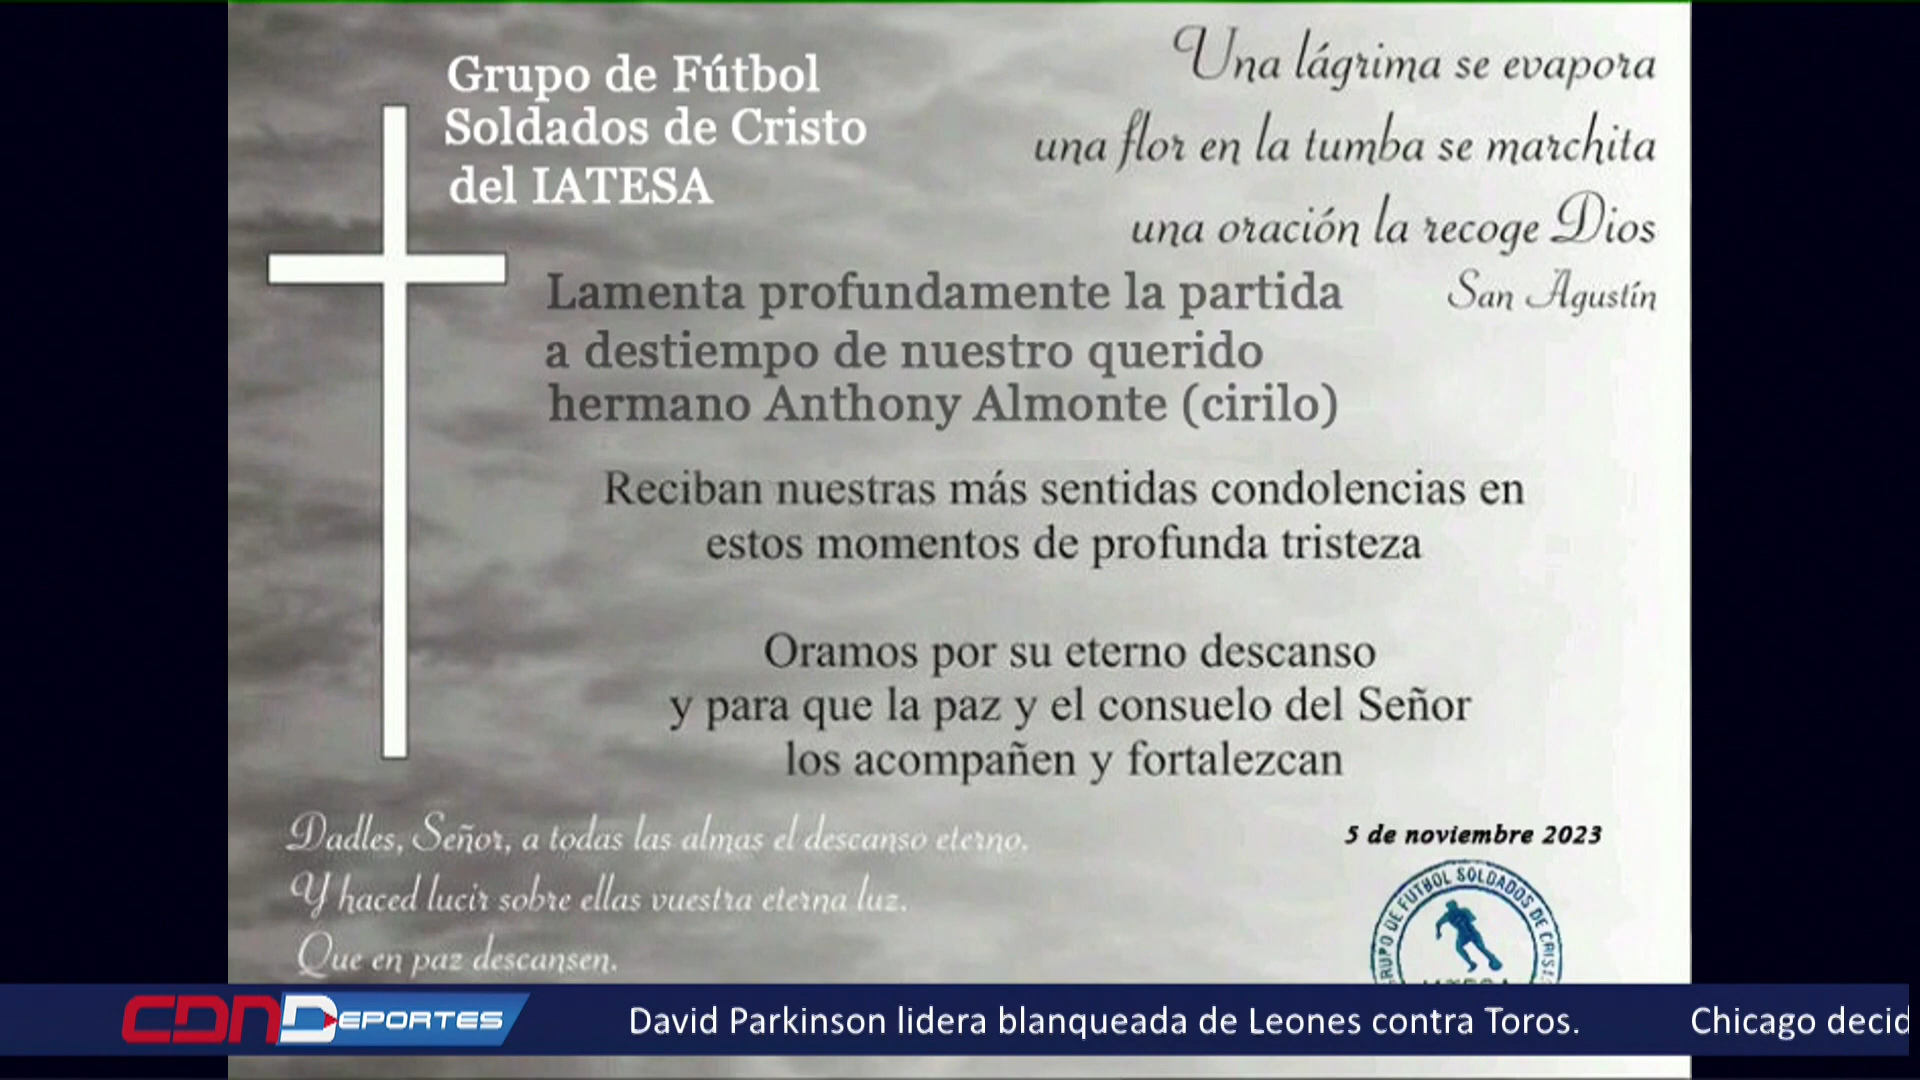 Grupo de Fútbol
Soldados de Cristo
del IATESA
Una lágrima se evapora
una flor en la tumba se marchita
una oración la recoge Dios
San Agustín
Lamenta profundamente la partida
a destiempo de nuestro querido
hermano Anthony Almonte (cirilo)
Reciban nuestras más sentidas condolencias en
estos momentos de profunda tristeza
Oramos por su eterno descanso
y para que la paz y el consuelo del Señor
los acompañen y fortalezcan
Dadles, Señor, a todas las almas el descanso eterno.
Y haced lucir sobre ellas vuestra eterna luz.
Que en paz descansen.
5 de noviembre 2023
DE FUTBOL SOLDADOS DE
CDN DEPORTES
David Parkinson lidera blanqueada de Leones contra Toros.
Chicago decid